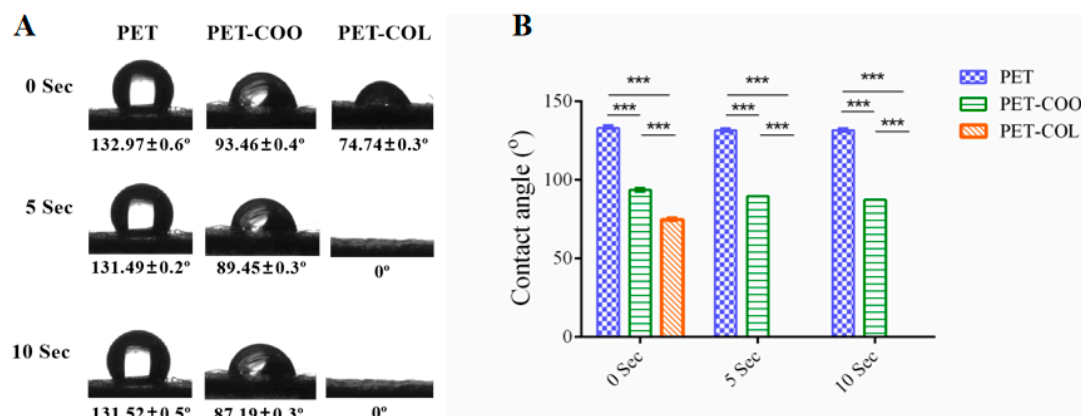 A
PET PET-COO PET-COL
0 Sec
132.97±0.6° 93.46±0.4° 74.74±0.3°
5 Sec
131.49±0.2° 89.45±0.3° 0°
10 Sec
131.52±0.5° 87.19±0.3° 0°
B
*** *** ***
*** *** ***
*** *** ***
PET
PET-COO
PET-COL
Contact angle (°)
150
100
50
0
0 Sec 5 Sec 10 Sec